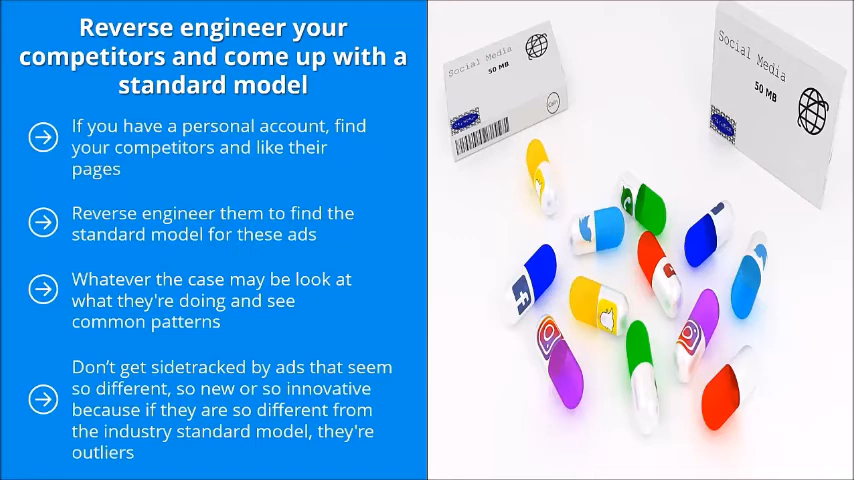 Reverse engineer your
competitors and come up with a
standard model
If you have a personal account, find
your competitors and like their
pages
Reverse engineer them to find the
standard model for these ads
Whatever the case may be look at
what they're doing and see
common patterns
Don't get sidetracked by ads that seem
so different, so new or so innovative
because if they are so different from
the industry standard model, they're
outliers
Social Media
50 MB
Social Media
50 MB